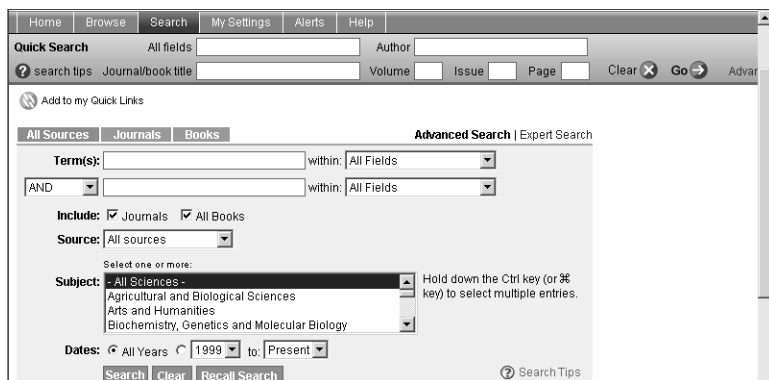 Home Browse Search My Settings Alerts Help
Quick Search All fields Author
? search tips Journal/book title Volume Issue Page Clear Go
Add to my Quick Links
All Sources Journals Books Advanced Search | Expert Search
Term(s): within: All Fields
AND within: All Fields
Include: Journals All Books
Source: All sources
Select one or more:
Subject: - All Sciences - Hold down the Ctrl key (or ⌘
Agricultural and Biological Sciences key) to select multiple entries.
Arts and Humanities
Biochemistry, Genetics and Molecular Biology
Dates: All Years 1999 to: Present
Search Clear Recall Search ? Search Tips